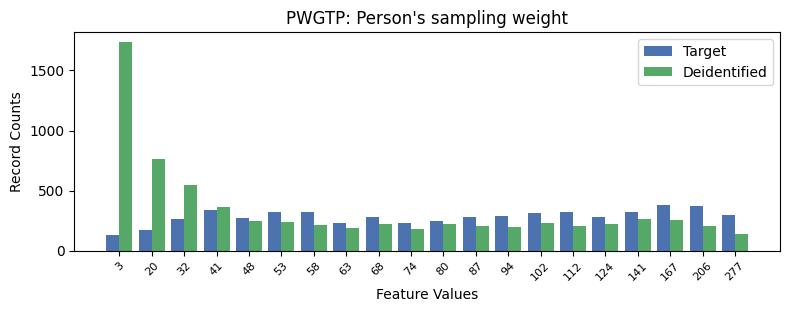 PWGTP: Person's sampling weight
Record Counts
1500
1000
500
0
Target
Deidentified
3 20 32 41 48 53 58 63 68 74 80 87 94 102 112 124 141 167 206 277
Feature Values